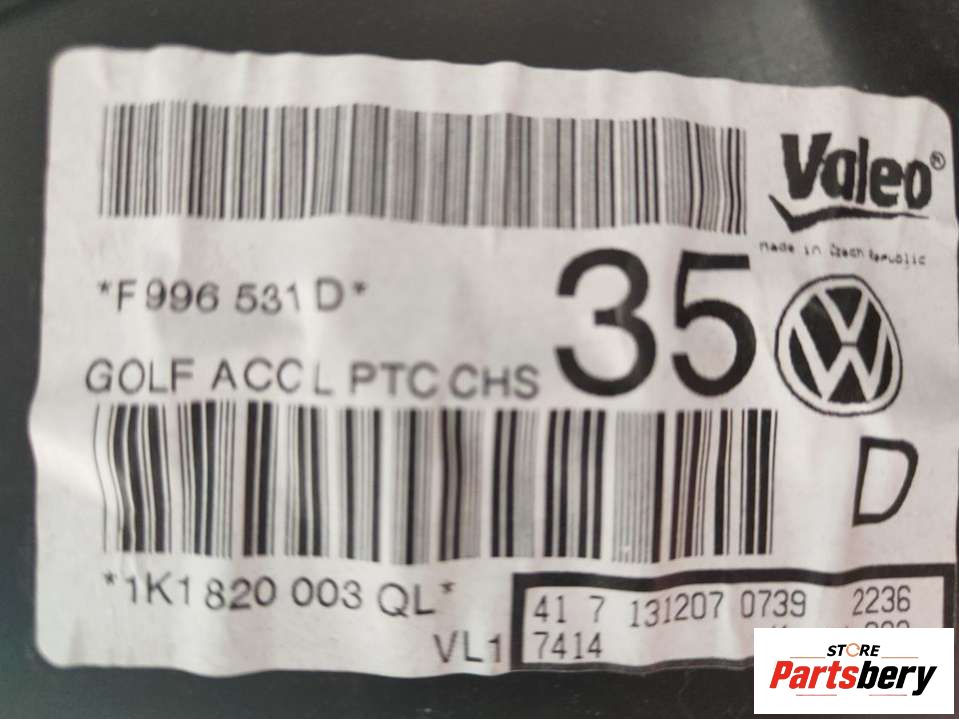 Valeo®
made in Czech Republic
*F996 531 D*
35
GOLF ACC L PTC CHS
D
*1K1 820 003 QL*
41 7 131207 0739 2236
VL1
7414
STORE
Partsbery